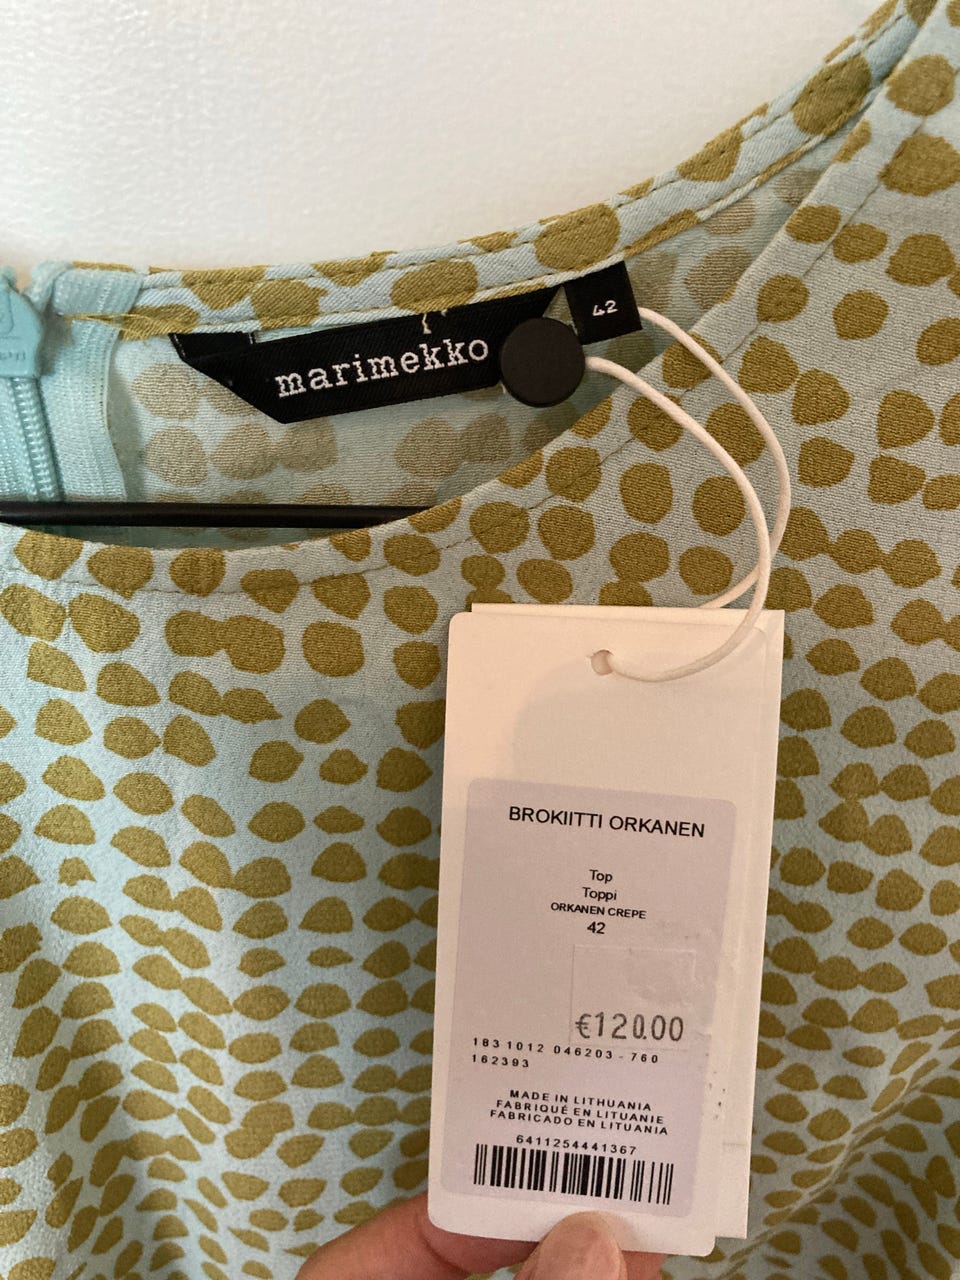 marimekko
42
BROKIITTI ORKANEN
Top
Toppi
ORKANEN CREPE
42
€120.00
183 1012 046203 - 760
162393
MADE IN LITHUANIA
FABRIQUÉ EN LITUANIE
FABRICADO EN LITUANIA
6411254441367